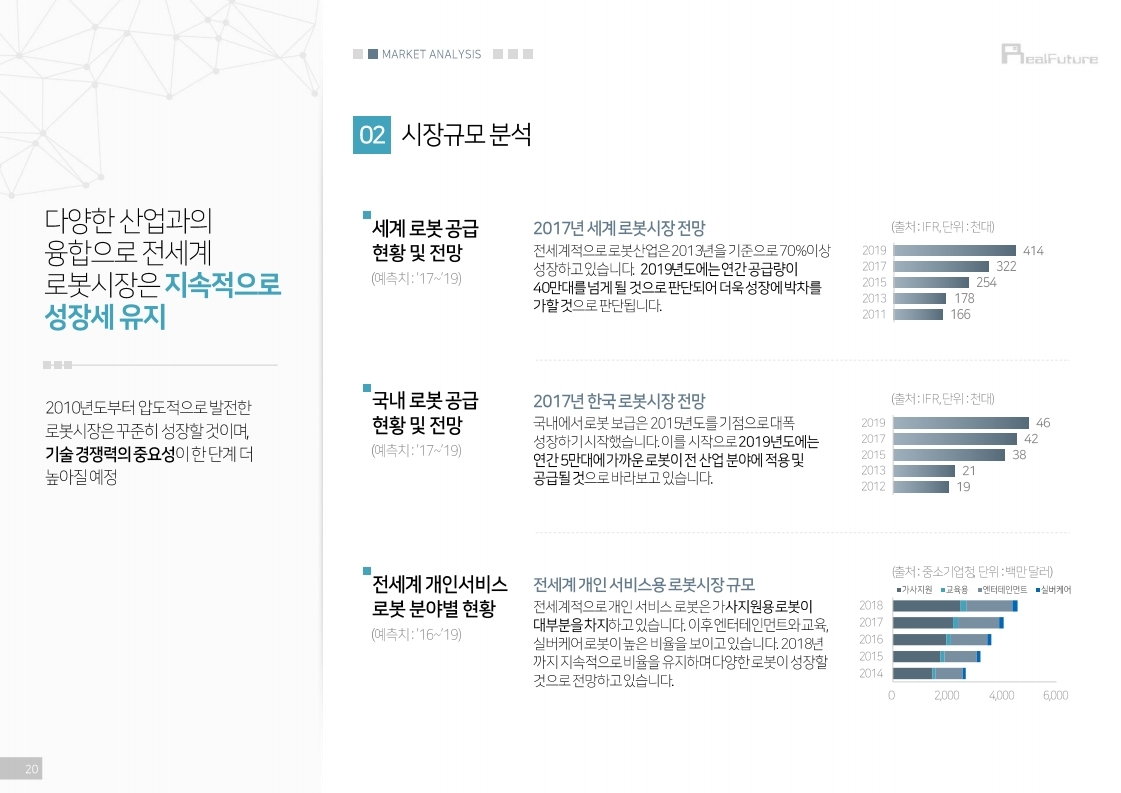 MARKET ANALYSIS
RealFuture
02 시장규모 분석
다양한 산업과의
융합으로 전세계
로봇시장은 지속적으로
성장세 유지
2010년도부터 압도적으로 발전한
로봇시장은 꾸준히 성장할 것이며,
기술 경쟁력의 중요성이 한 단계 더
높아질 예정
세계 로봇 공급
현황 및 전망
(예측치 : '17~'19)
2017년 세계 로봇시장 전망
전세계적으로 로봇산업은 2013년을 기준으로 70%이상
성장하고 있습니다. 2019년도에는 연간 공급량이
40만대를 넘게 될 것으로 판단되어 더욱 성장에 박차를
가할 것으로 판단됩니다.
(출처 : IFR, 단위 : 천대)
2019 414
2017 322
2015 254
2013 178
2011 166
국내 로봇 공급
현황 및 전망
(예측치 : '17~'19)
2017년 한국 로봇시장 전망
국내에서 로봇 보급은 2015년도를 기점으로 대폭
성장하기 시작했습니다. 이를 시작으로 2019년도에는
연간 5만대에 가까운 로봇이 전 산업 분야에 적용 및
공급될 것으로 바라보고 있습니다.
(출처 : IFR, 단위 : 천대)
2019 46
2017 42
2015 38
2013 21
2012 19
전세계 개인서비스
로봇 분야별 현황
(예측치 : '16~'19)
전세계 개인 서비스용 로봇시장 규모
전세계적으로 개인 서비스 로봇은 가사지원용 로봇이
대부분을 차지하고 있습니다. 이후 엔터테인먼트와 교육,
실버케어 로봇이 높은 비율을 보이고 있습니다. 2018년
까지 지속적으로 비율을 유지하며 다양한 로봇이 성장할
것으로 전망하고 있습니다.
(출처 : 중소기업청, 단위 : 백만 달러)
가사지원 교육용 엔터테인먼트 실버케어
2018
2017
2016
2015
2014
0 2,000 4,000 6,000
20